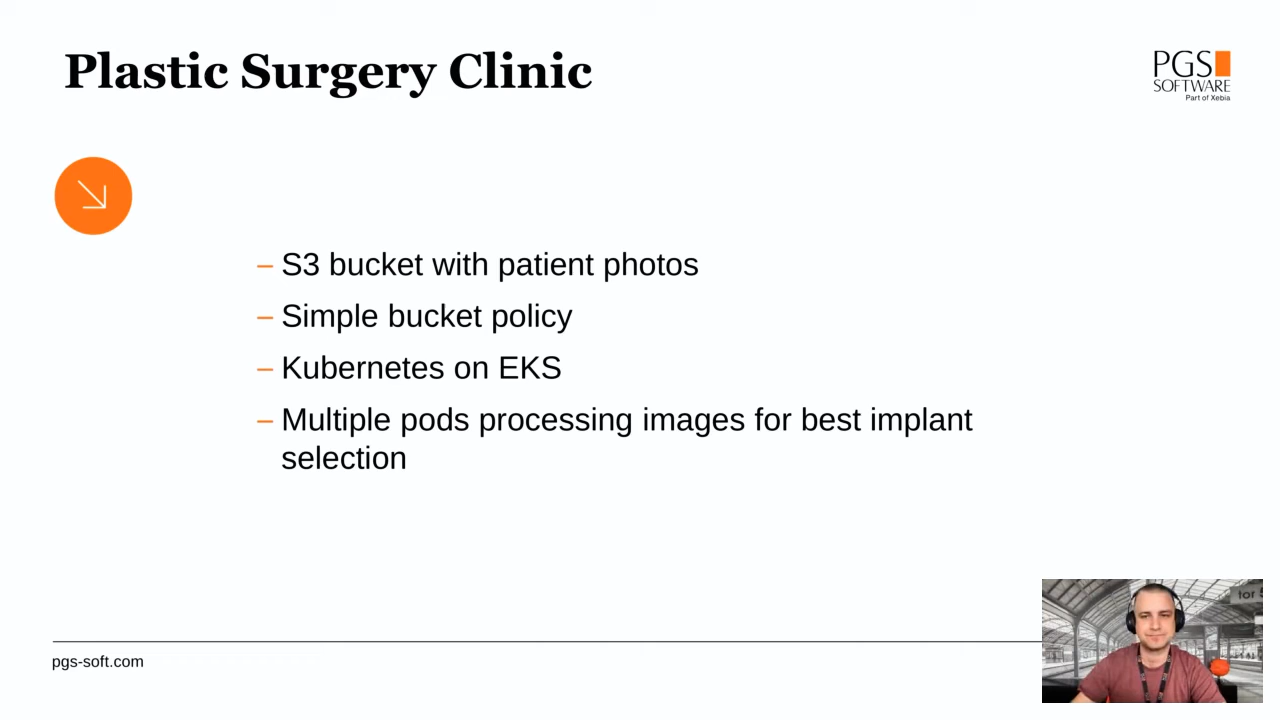 Plastic Surgery Clinic
PGS
SOFTWARE
Part of Xebia
– S3 bucket with patient photos
– Simple bucket policy
– Kubernetes on EKS
– Multiple pods processing images for best implant
selection
tor
pgs-soft.com